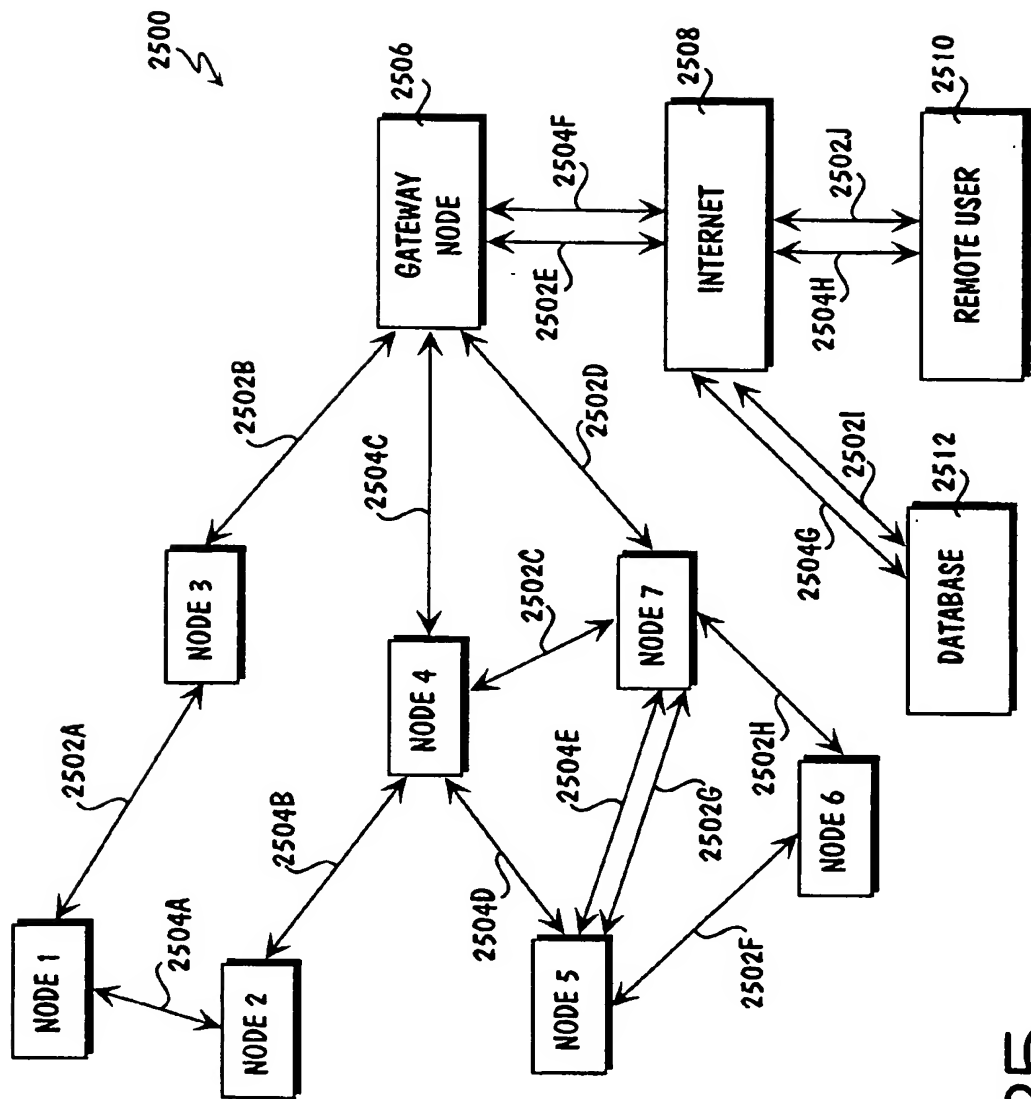 2500
NODE 1
2502A
NODE 3
2502B
GATEWAY
NODE
2506
2504A
NODE 2
2504B
NODE 4
2504C
2504D
2502C
2502D
2502E
2504F
NODE 5
2504E
2502G
NODE 7
INTERNET
2508
2502F
NODE 6
2502H
2504G
2502I
2504H
2502J
DATABASE
2512
REMOTE USER
2510
25